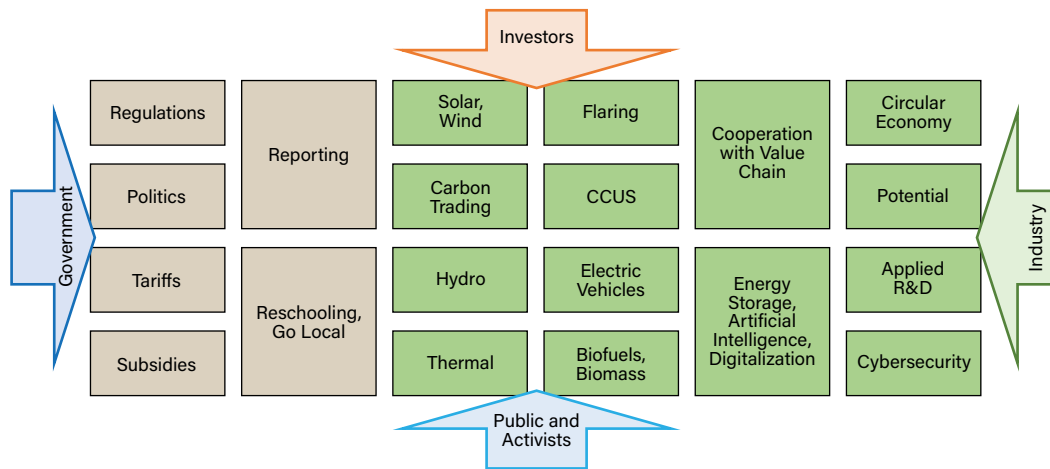 Investors
Regulations
Reporting
Solar,
Wind
Flaring
Cooperation
with Value
Chain
Circular
Economy
Politics
Carbon
Trading
CCUS
Potential
Government
Industry
Tariffs
Reschooling,
Go Local
Hydro
Electric
Vehicles
Energy
Storage,
Artificial
Intelligence,
Digitalization
Applied
R&D
Subsidies
Thermal
Biofuels,
Biomass
Cybersecurity
Public and
Activists